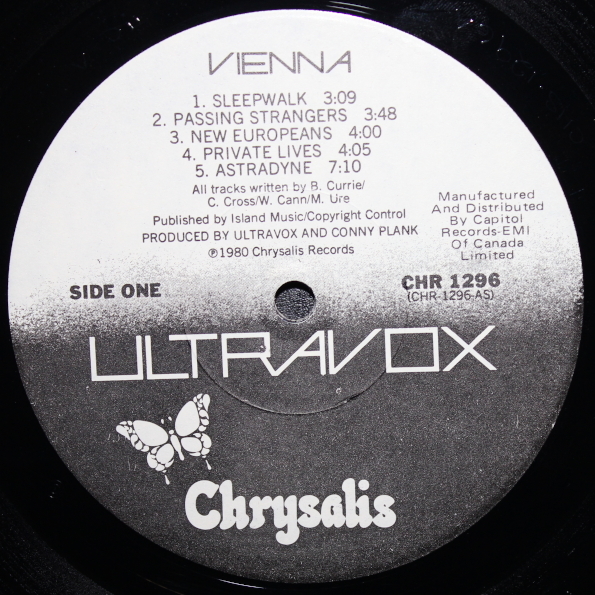 VIENNA
1. SLEEPWALK 3:09
2. PASSING STRANGERS 3:48
3. NEW EUROPEANS 4:00
4. PRIVATE LIVES 4:05
5. ASTRADYNE 7:10
All tracks written by B. Currie/
C. Cross/W. Cann/M. Ure
Published by Island Music/Copyright Control
PRODUCED BY ULTRAVOX AND CONNY PLANK
℗1980 Chrysalis Records
Manufactured
And Distributed
By Capitol
Records-EMI
Of Canada
Limited
SIDE ONE
CHR 1296
(CHR-1296-AS)
ULTRAVOX
Chrysalis